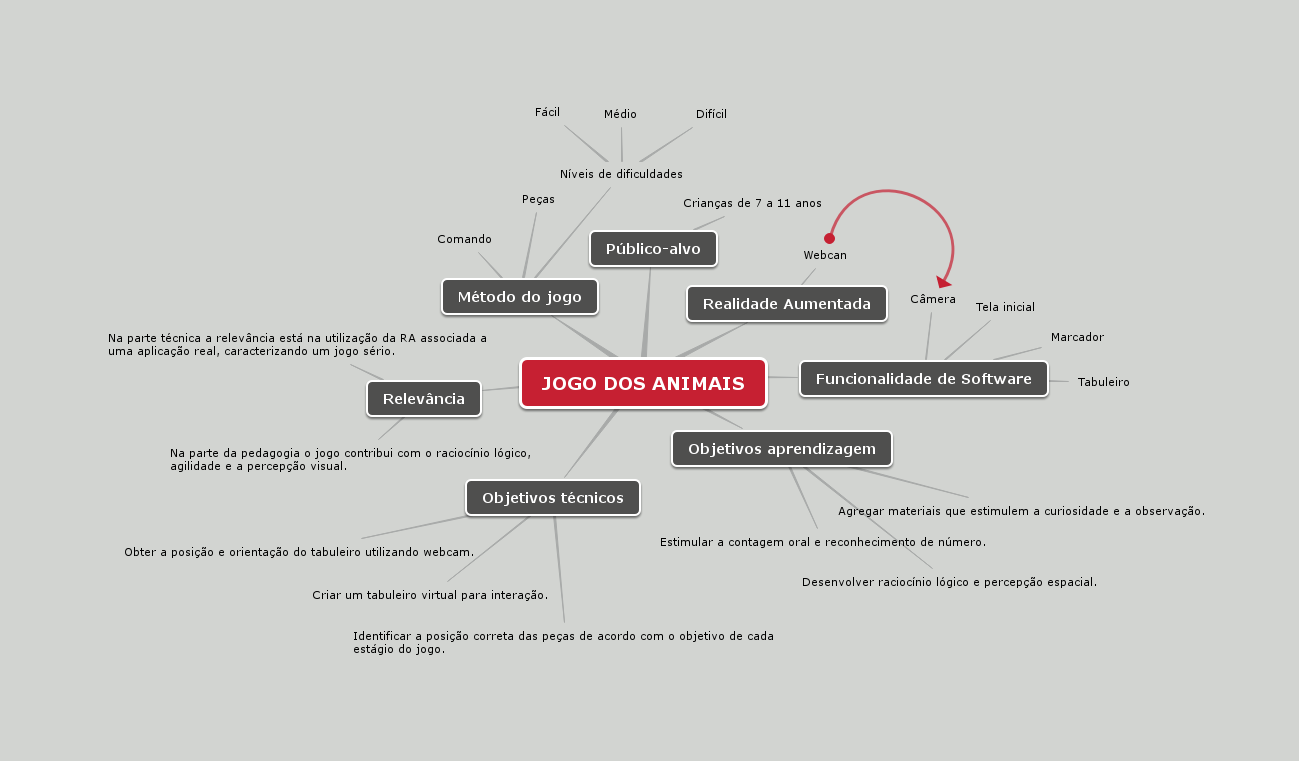 Fácil
Médio
Difícil
Níveis de dificuldades
Peças
Comando
Método do jogo
Crianças de 7 a 11 anos
Público-alvo
Webcan
Realidade Aumentada
Câmera
Tela inicial
Marcador
Tabuleiro
Funcionalidade de Software
JOGO DOS ANIMAIS
Na parte técnica a relevância está na utilização da RA associada a
uma aplicação real, caracterizando um jogo sério.
Relevância
Na parte da pedagogia o jogo contribui com o raciocínio lógico,
agilidade e a percepção visual.
Objetivos aprendizagem
Agregar materiais que estimulem a curiosidade e a observação.
Estimular a contagem oral e reconhecimento de número.
Desenvolver raciocínio lógico e percepção espacial.
Objetivos técnicos
Obter a posição e orientação do tabuleiro utilizando webcam.
Criar um tabuleiro virtual para interação.
Identificar a posição correta das peças de acordo com o objetivo de cada
estágio do jogo.